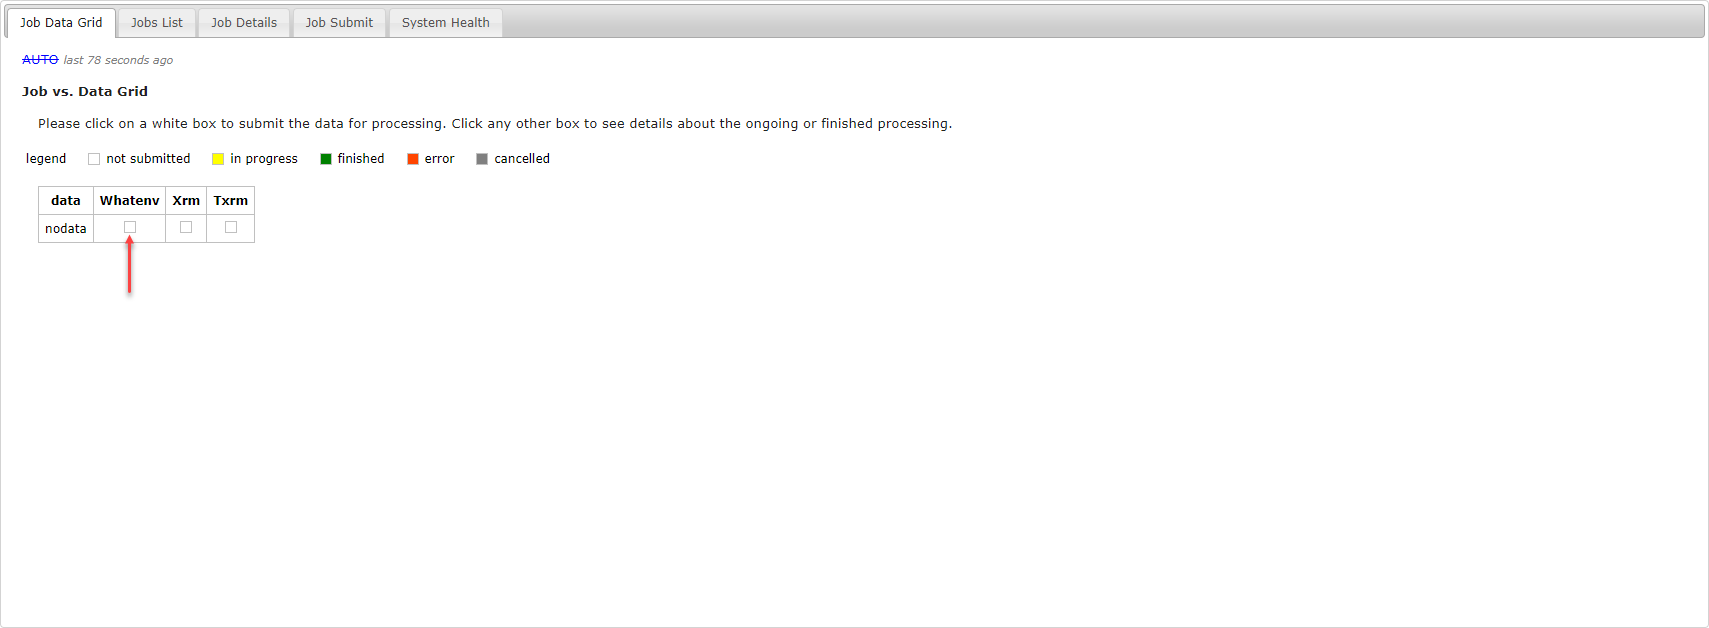 Job Data Grid Jobs List Job Details Job Submit System Health
AUTO last 78 seconds ago
Job vs. Data Grid
Please click on a white box to submit the data for processing. Click any other box to see details about the ongoing or finished processing.
legend not submitted in progress finished error cancelled
data Whatenv Xrm Txrm
nodata